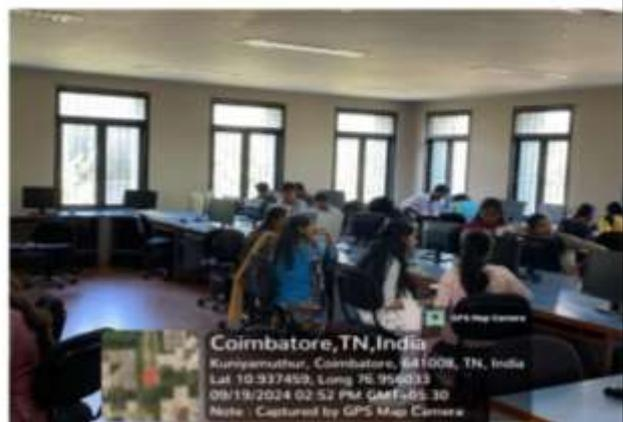 GPS Map Camera
Coimbatore,TN,India
Kuniyamuthur, Coimbatore, 641008, TN, India
Lat 10.937459, Long 76.956033
09/19/2024 02:52 PM GMT+05:30
Note : Captured by GPS Map Camera